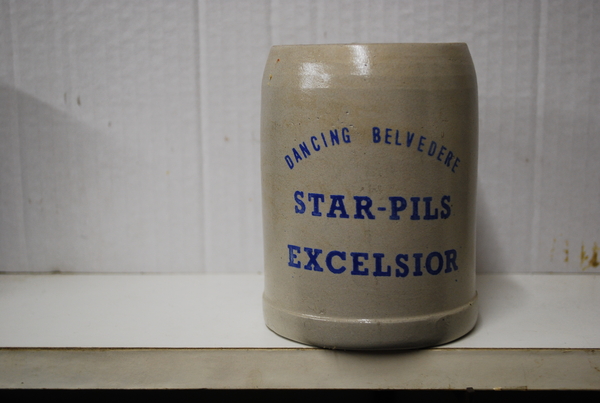 DANCING BELVEDERE
STAR-PILS
EXCELSIOR